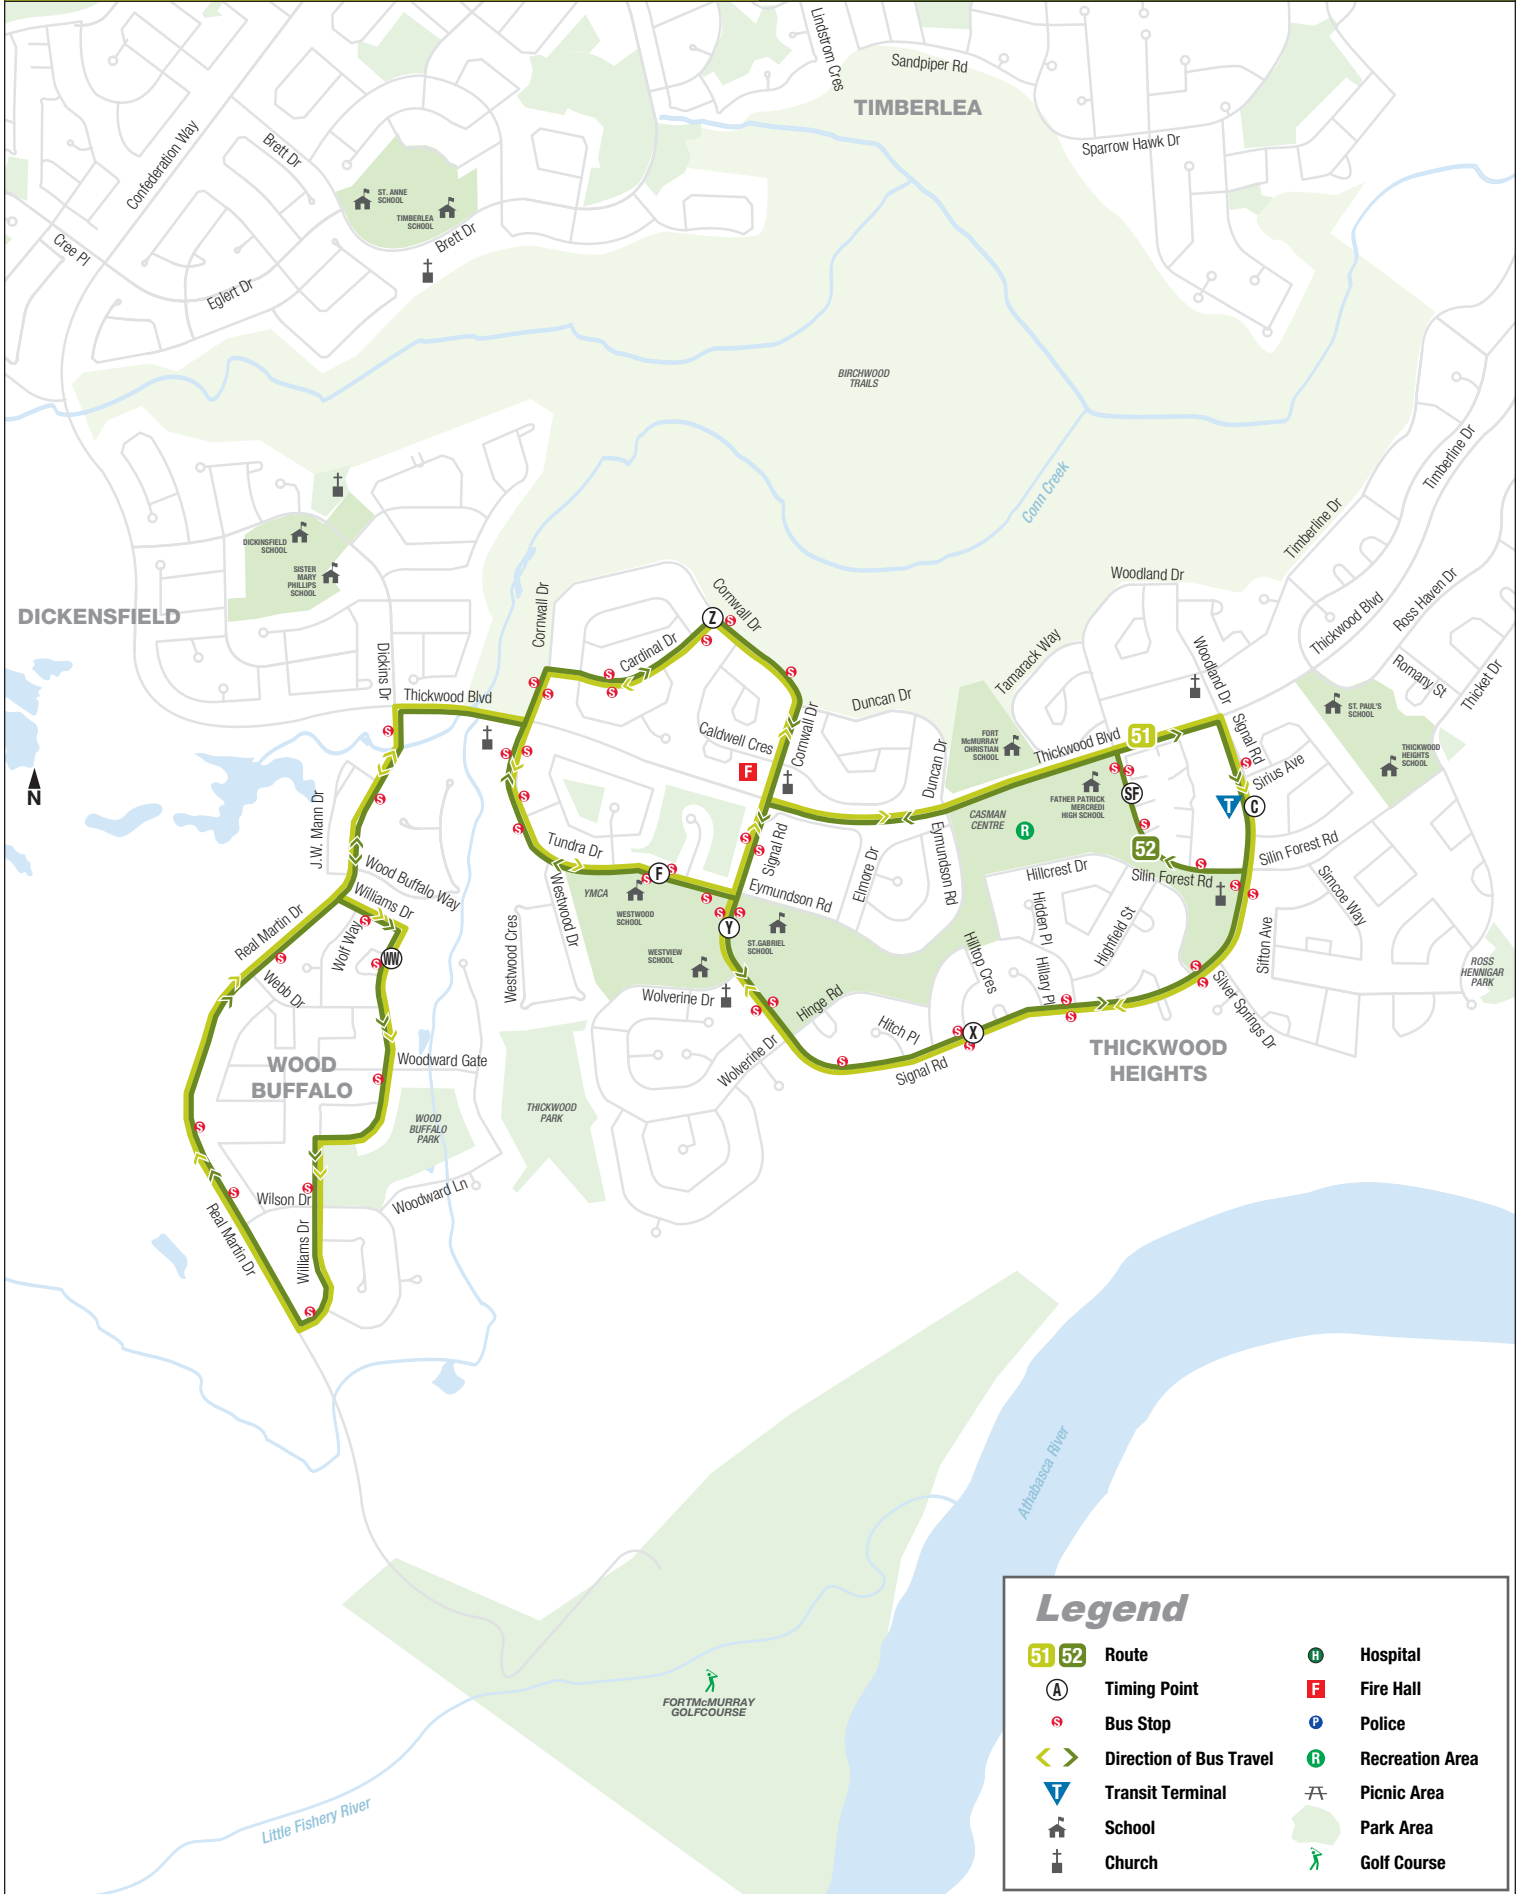 Lindstrom Cres
Sandpiper Rd
TIMBERLEA
Sparrow Hawk Dr
Confederation Way
Brett Dr
ST. ANNE
SCHOOL
TIMBERLEA
SCHOOL
Brett Dr
Cree Pl
Eglert Dr
BIRCHWOOD
TRAILS
Timberline Dr
Conn Creek
Timberline Dr
DICKINSFIELD
SCHOOL
SISTER
MARY
PHILLIPS
SCHOOL
DICKENSFIELD
Woodland Dr
Cornwall Dr
Z
Cornwall Dr
Cardinal Dr
Thickwood Blvd
Ross Haven Dr
Romany St
Thicket Dr
Tamarack Way
Woodland Dr
Dickins Dr
Thickwood Blvd
Duncan Dr
Caldwell Cres
Cornwall Dr
FORT
McMURRAY
CHRISTIAN
SCHOOL
Thickwood Blvd
51
Signal Rd
ST. PAUL'S
SCHOOL
THICKWOOD
HEIGHTS
SCHOOL
Sirius Ave
F
Duncan Dr
FATHER PATRICK
MERCREDI
HIGH SCHOOL
SF
T
C
N
J.W. Mann Dr
CASMAN
CENTRE
R
Tundra Dr
Signal Rd
52
Silin Forest Rd
Silin Forest Rd
Simcoe Way
Wood Buffalo Way
Williams Dr
F
YMCA
WESTWOOD
SCHOOL
Eymundson Rd
Elmore Dr
Eymundson Rd
Hillcrest Dr
Hidden Pl
Highfield St
Real Martin Dr
Wolf Way
WW
Webb Dr
Westwood Cres
Westwood Dr
Y
ST.GABRIEL
SCHOOL
WESTVIEW
SCHOOL
Wolverine Dr
Hinge Rd
Hilltop Cres
Hillary Pl
Sifton Ave
Silver Springs Dr
ROSS
HENNIGAR
PARK
Hitch Pl
X
Wolverine Dr
Signal Rd
THICKWOOD
HEIGHTS
WOOD
BUFFALO
Woodward Gate
WOOD
BUFFALO
PARK
THICKWOOD
PARK
Wilson Dr
Woodward Ln
Real Martin Dr
Williams Dr
Athabasca River
FORTMcMURRAY
GOLFCOURSE
Little Fishery River
Legend
51 52 Route
A Timing Point
S Bus Stop
Direction of Bus Travel
T Transit Terminal
School
Church
H Hospital
F Fire Hall
P Police
R Recreation Area
Picnic Area
Park Area
Golf Course